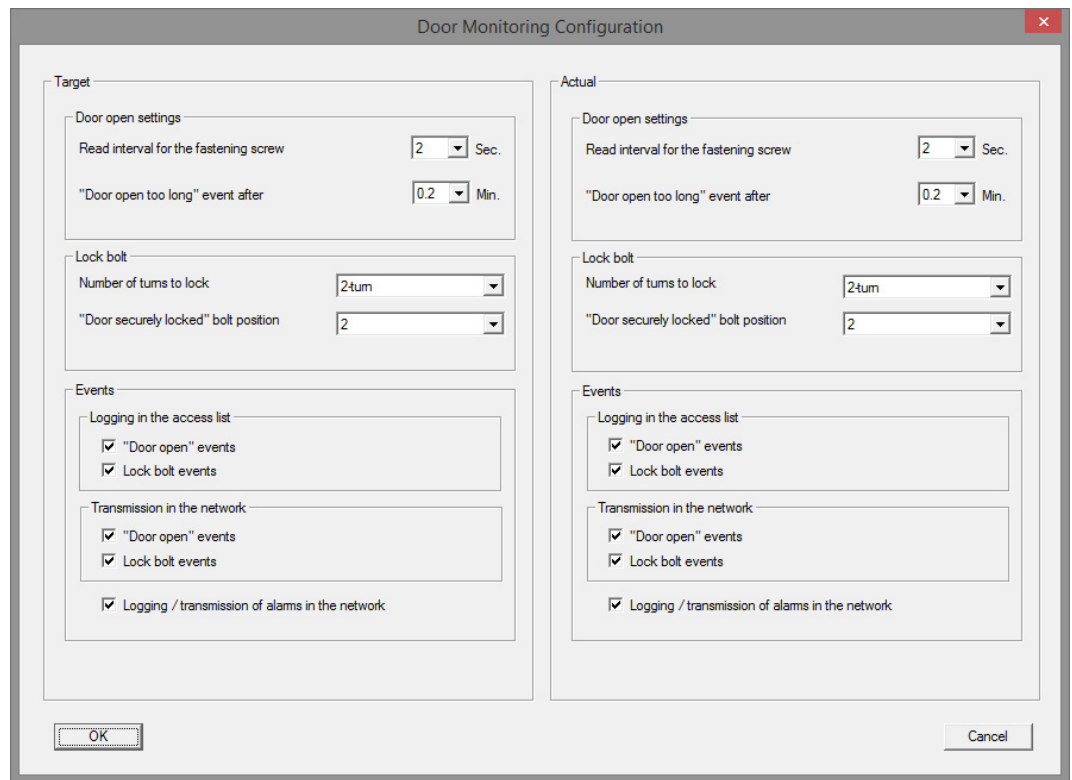 Door Monitoring Configuration
Target
Door open settings
Read interval for the fastening screw 2 Sec.
"Door open too long" event after 0.2 Min.
Lock bolt
Number of turns to lock 2-turn
"Door securely locked" bolt position 2
Events
Logging in the access list
"Door open" events
Lock bolt events
Transmission in the network
"Door open" events
Lock bolt events
Logging / transmission of alarms in the network
Actual
Door open settings
Read interval for the fastening screw 2 Sec.
"Door open too long" event after 0.2 Min.
Lock bolt
Number of turns to lock 2-turn
"Door securely locked" bolt position 2
Events
Logging in the access list
"Door open" events
Lock bolt events
Transmission in the network
"Door open" events
Lock bolt events
Logging / transmission of alarms in the network
OK
Cancel